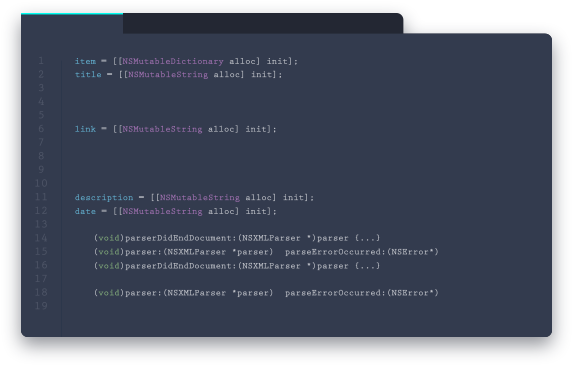 1 item = [[NSMutableDictionary alloc] init];
2 title = [[NSMutableString alloc] init];
3
4
5
6 link = [[NSMutableString alloc] init];
7
8
9
10
11 description = [[NSMutableString alloc] init];
12 date = [[NSMutableString alloc] init];
13
14 (void)parserDidEndDocument:(NSXMLParser *)parser {...}
15 (void)parser:(NSXMLParser *parser) parseErrorOccurred:(NSError*)
16 (void)parserDidEndDocument:(NSXMLParser *)parser {...}
17
18 (void)parser:(NSXMLParser *parser) parseErrorOccurred:(NSError*)
19